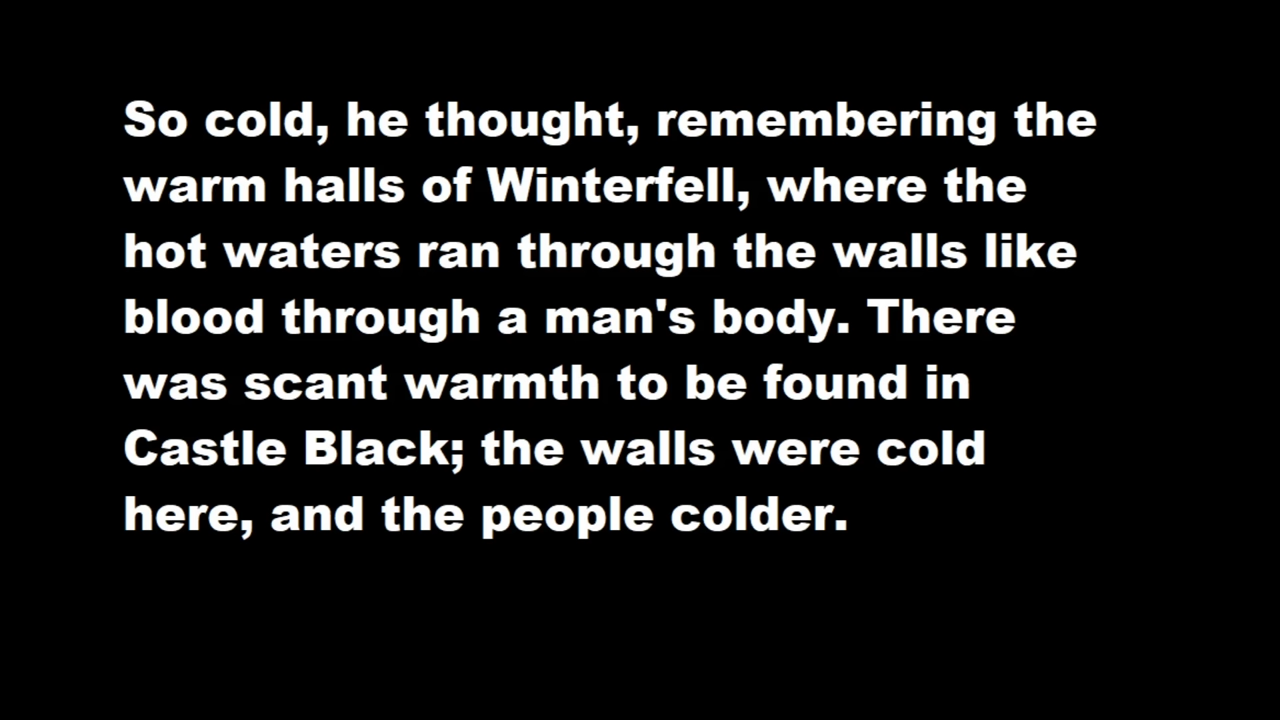 So cold, he thought, remembering the
warm halls of Winterfell, where the
hot waters ran through the walls like
blood through a man's body. There
was scant warmth to be found in
Castle Black; the walls were cold
here, and the people colder.